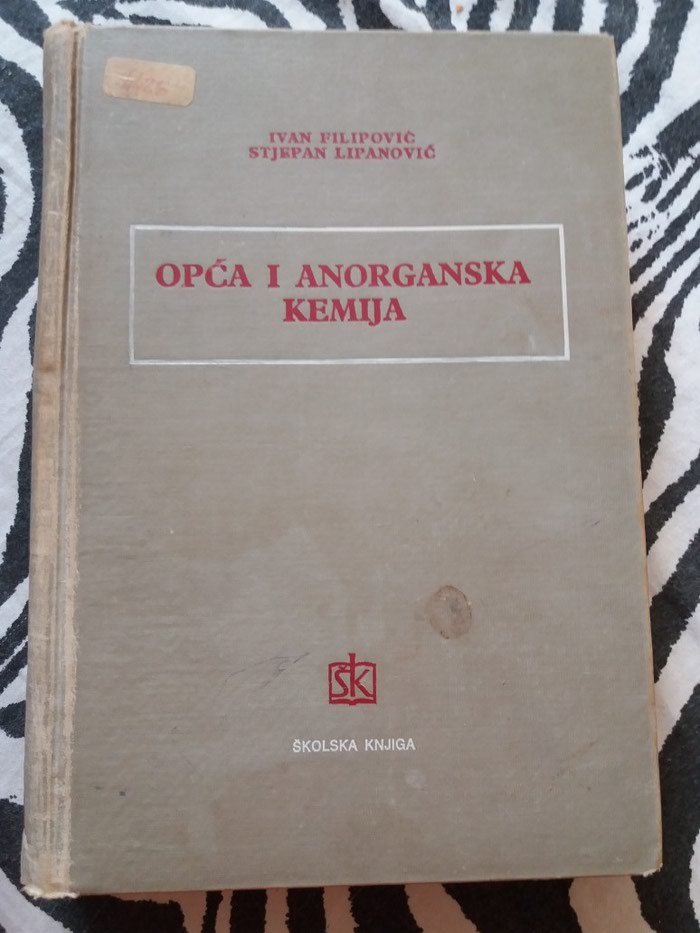 IVAN FILIPOVIĆ
STJEPAN LIPANOVIĆ
OPĆA I ANORGANSKA
KEMIJA
ŠK
ŠKOLSKA KNJIGA